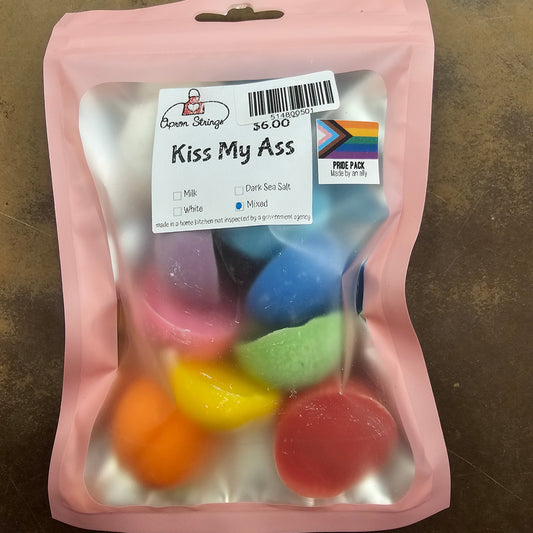 Apron Strings
514800501
$6.00
Kiss My Ass
Milk
Dark Sea Salt
White
Mixed
made in a home kitchen not inspected by a government agency
PRIDE PACK
Made by an ally